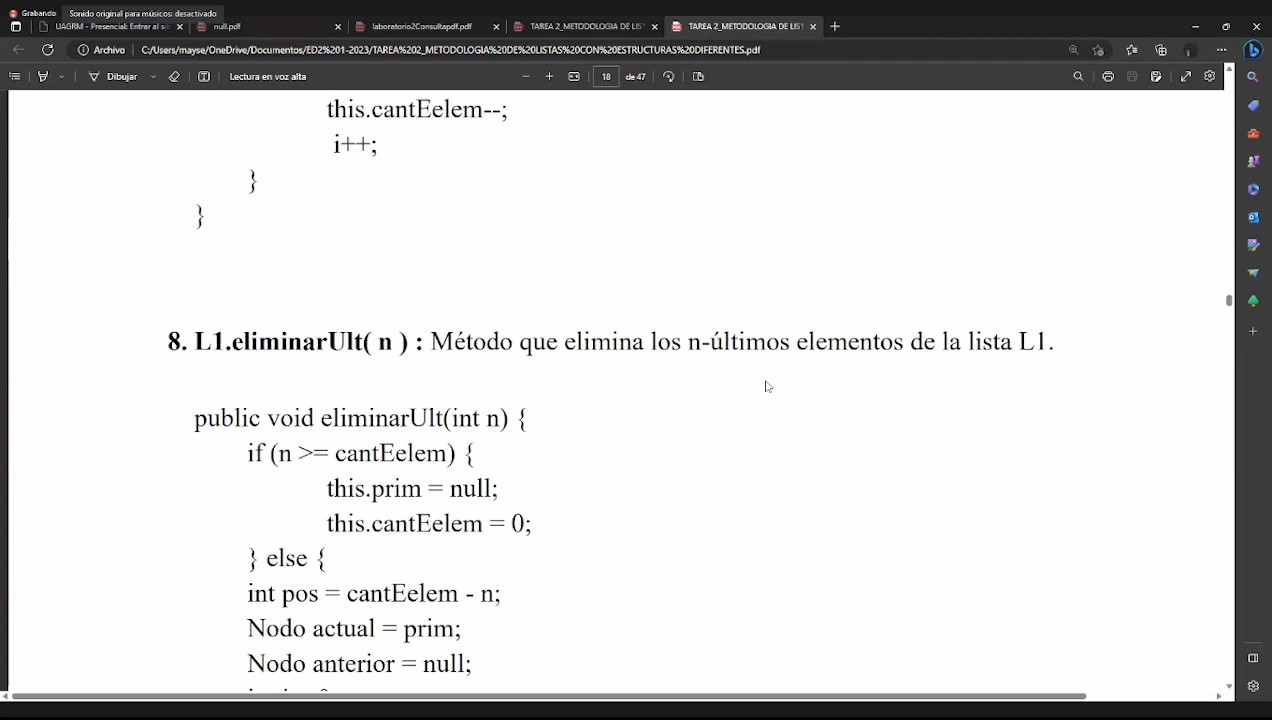 Grabando
Sonido original para músicos: desactivado
UAGRM - Presencial: Entrar al si
null.pdf
laboratorio2Consultapdf.pdf
TAREA 2_METODOLOGIA DE LIS
TAREA 2_METODOLOGIA DE LIS
Archivo
C:/Users/mayse/OneDrive/Documentos/ED2%201-2023/TAREA%202_METODOLOGIA%20DE%20LISTAS%20CON%20ESTRUCTURAS%20DIFERENTES.pdf
Dibujar
Lectura en voz alta
18
de 47
this.cantEelem--;
i++;
}
}
8. L1.eliminarUlt( n ) : Método que elimina los n-últimos elementos de la lista L1.
public void eliminarUlt(int n) {
if (n >= cantEelem) {
this.prim = null;
this.cantEelem = 0;
} else {
int pos = cantEelem - n;
Nodo actual = prim;
Nodo anterior = null;